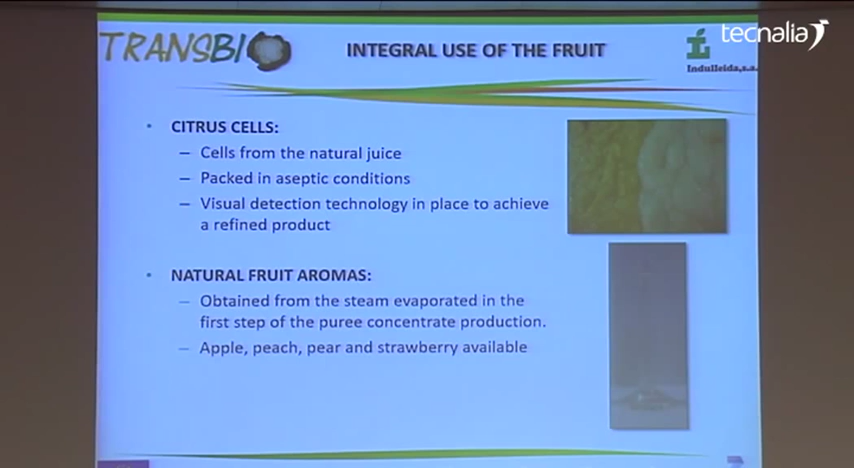 TRANSBIO
INTEGRAL USE OF THE FRUIT
Indulleida,s.a.
tecnalia
• CITRUS CELLS:
– Cells from the natural juice
– Packed in aseptic conditions
– Visual detection technology in place to achieve
a refined product
• NATURAL FRUIT AROMAS:
– Obtained from the steam evaporated in the
first step of the puree concentrate production.
– Apple, peach, pear and strawberry available